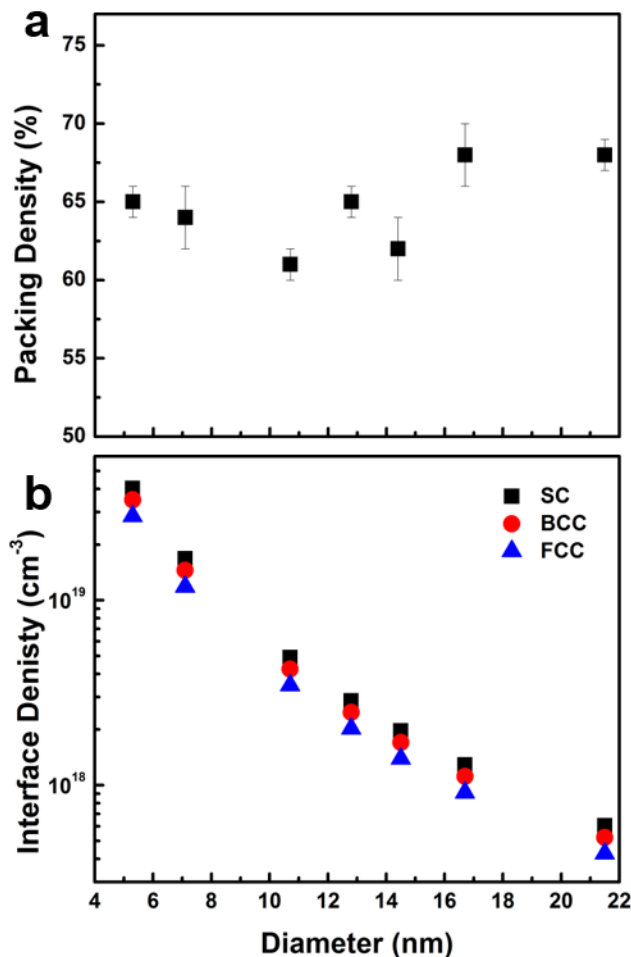 a
75
70
65
60
55
50
Packing Density (%)
b
SC
BCC
FCC
10^19
10^18
Interface Denisty (cm^-3)
4 6 8 10 12 14 16 18 20 22
Diameter (nm)